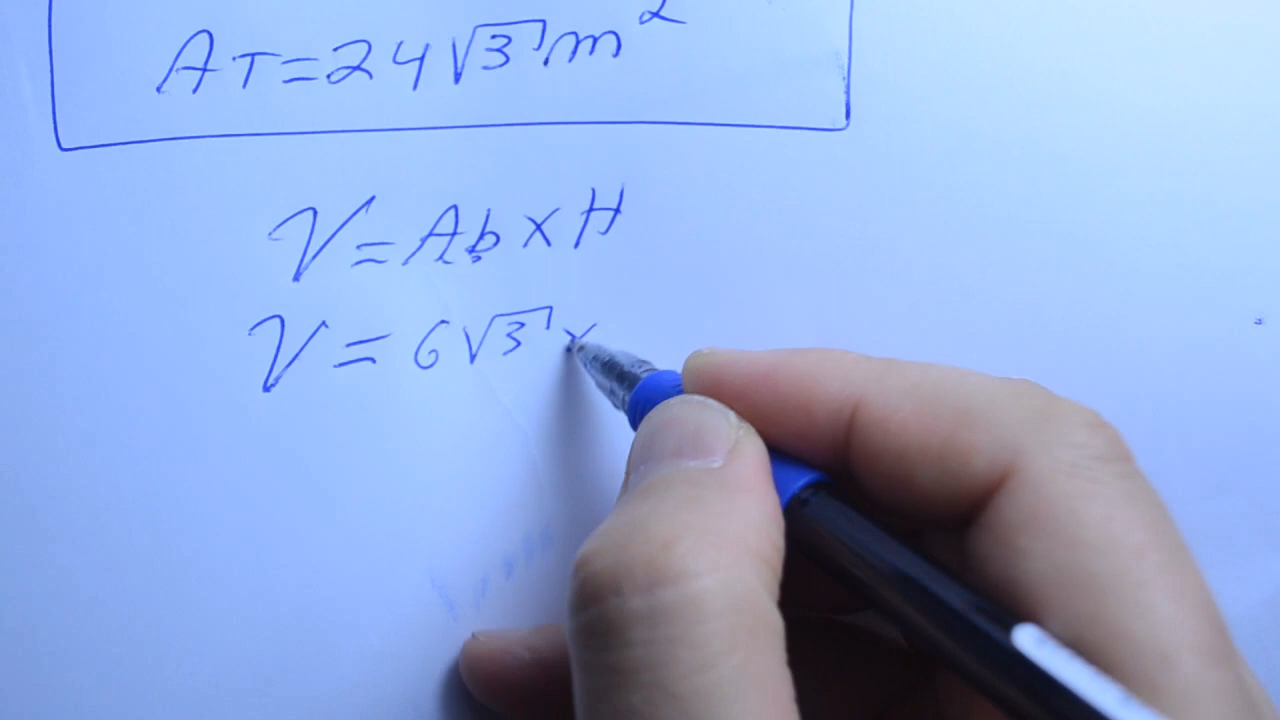 AT=24√3 m²
V=Ab×H
V=6√3×